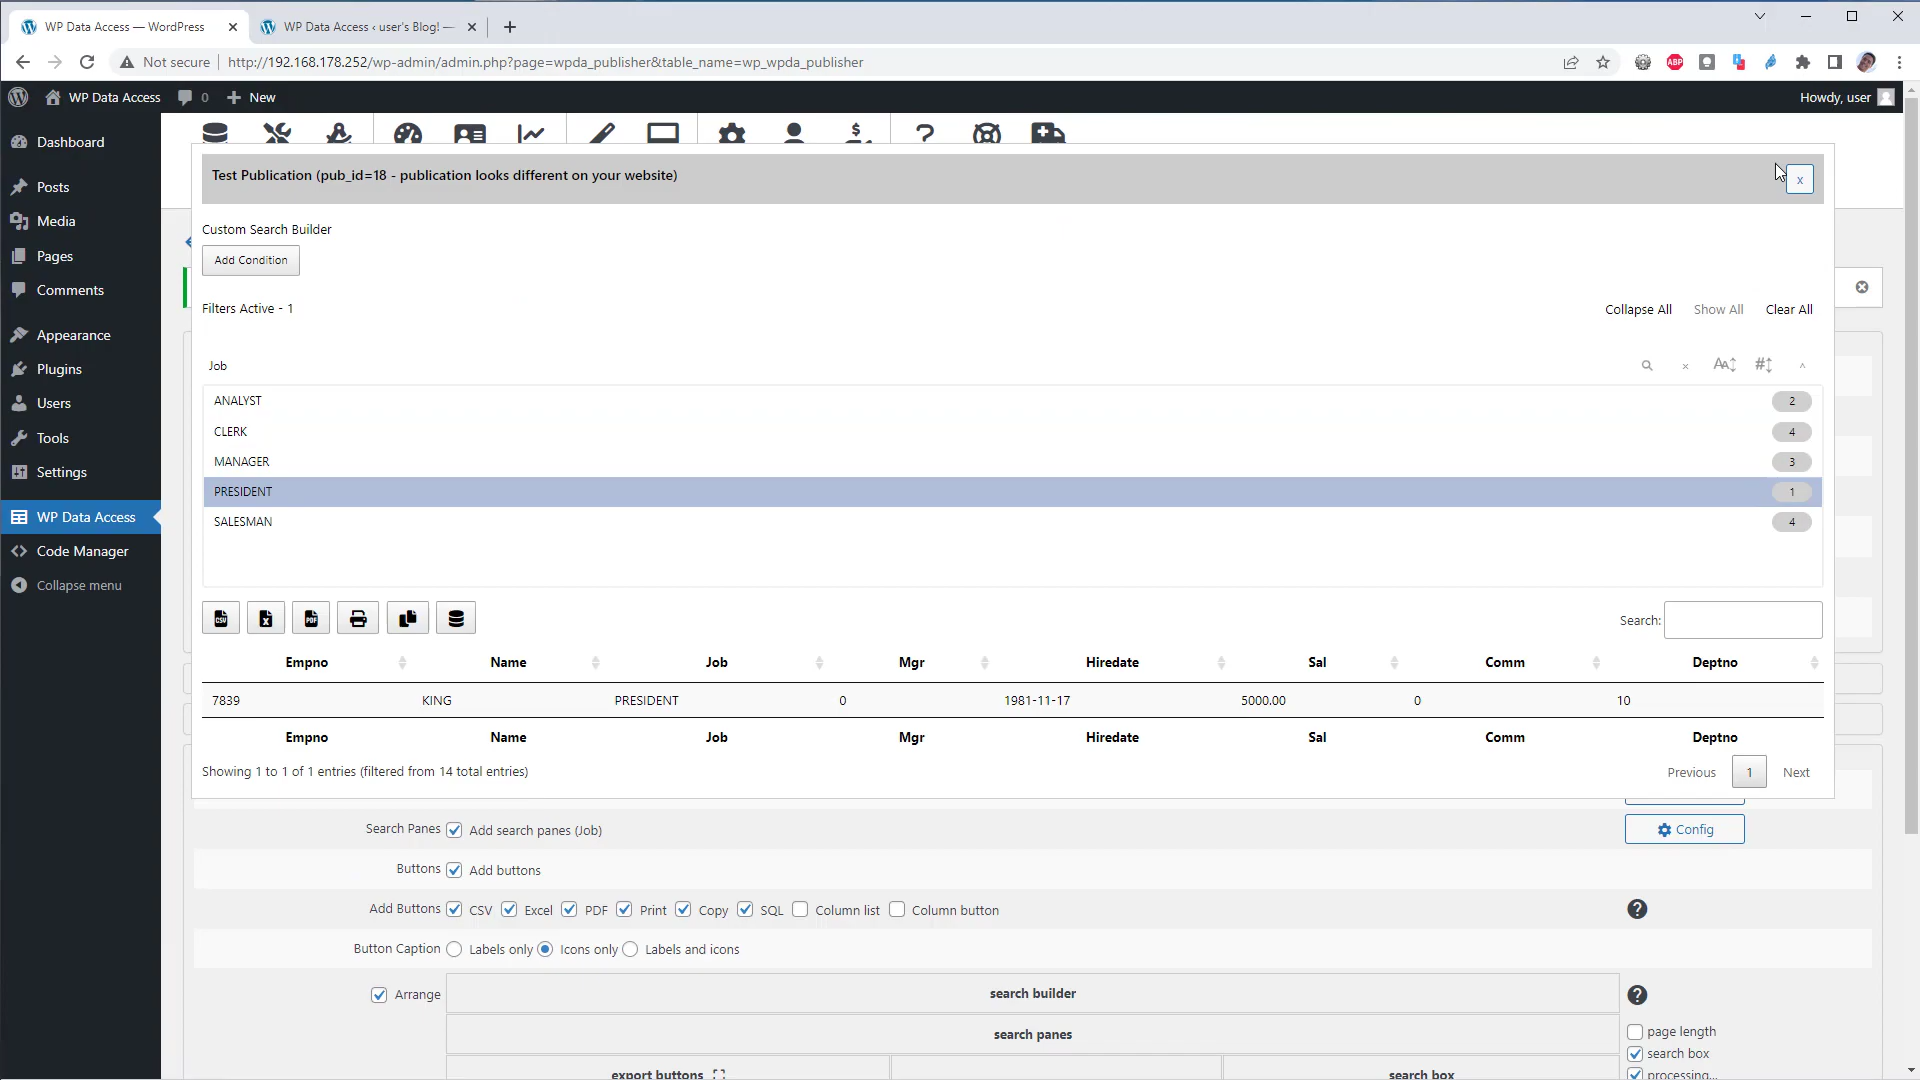 WP Data Access — WordPress
WP Data Access ‹ user's Blog! —
Not secure
http://192.168.178.252/wp-admin/admin.php?page=wpda_publisher&table_name=wp_wpda_publisher
ABP
WP Data Access 0 New
Howdy, user
Dashboard
Posts
Media
Pages
Comments
Appearance
Plugins
Users
Tools
Settings
WP Data Access
Code Manager
Collapse menu
Test Publication (pub_id=18 - publication looks different on your website)
x
Custom Search Builder
Add Condition
Filters Active - 1
Collapse All Show All Clear All
Job
ANALYST 2
CLERK 4
MANAGER 3
PRESIDENT 1
SALESMAN 4
CSV X PDF
Search:
Empno Name Job Mgr Hiredate Sal Comm Deptno
7839 KING PRESIDENT 0 1981-11-17 5000.00 0 10
Empno Name Job Mgr Hiredate Sal Comm Deptno
Showing 1 to 1 of 1 entries (filtered from 14 total entries)
Previous 1 Next
Search Panes Add search panes (Job)
Config
Buttons Add buttons
Add Buttons CSV Excel PDF Print Copy SQL Column list Column button
Button Caption Labels only Icons only Labels and icons
Arrange
search builder
search panes
export buttons
search box
page length
search box
processing...